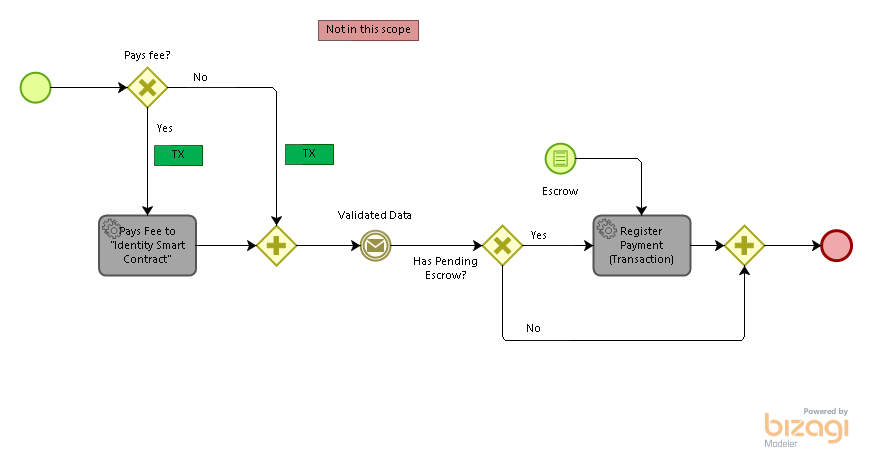 Not in this scope
Pays fee?
No
Yes
TX
TX
Pays Fee to
"Identity Smart
Contract"
Validated Data
Has Pending
Escrow?
Yes
Escrow
Register
Payment
(Transaction)
No
Powered by
bizagi
Modeler